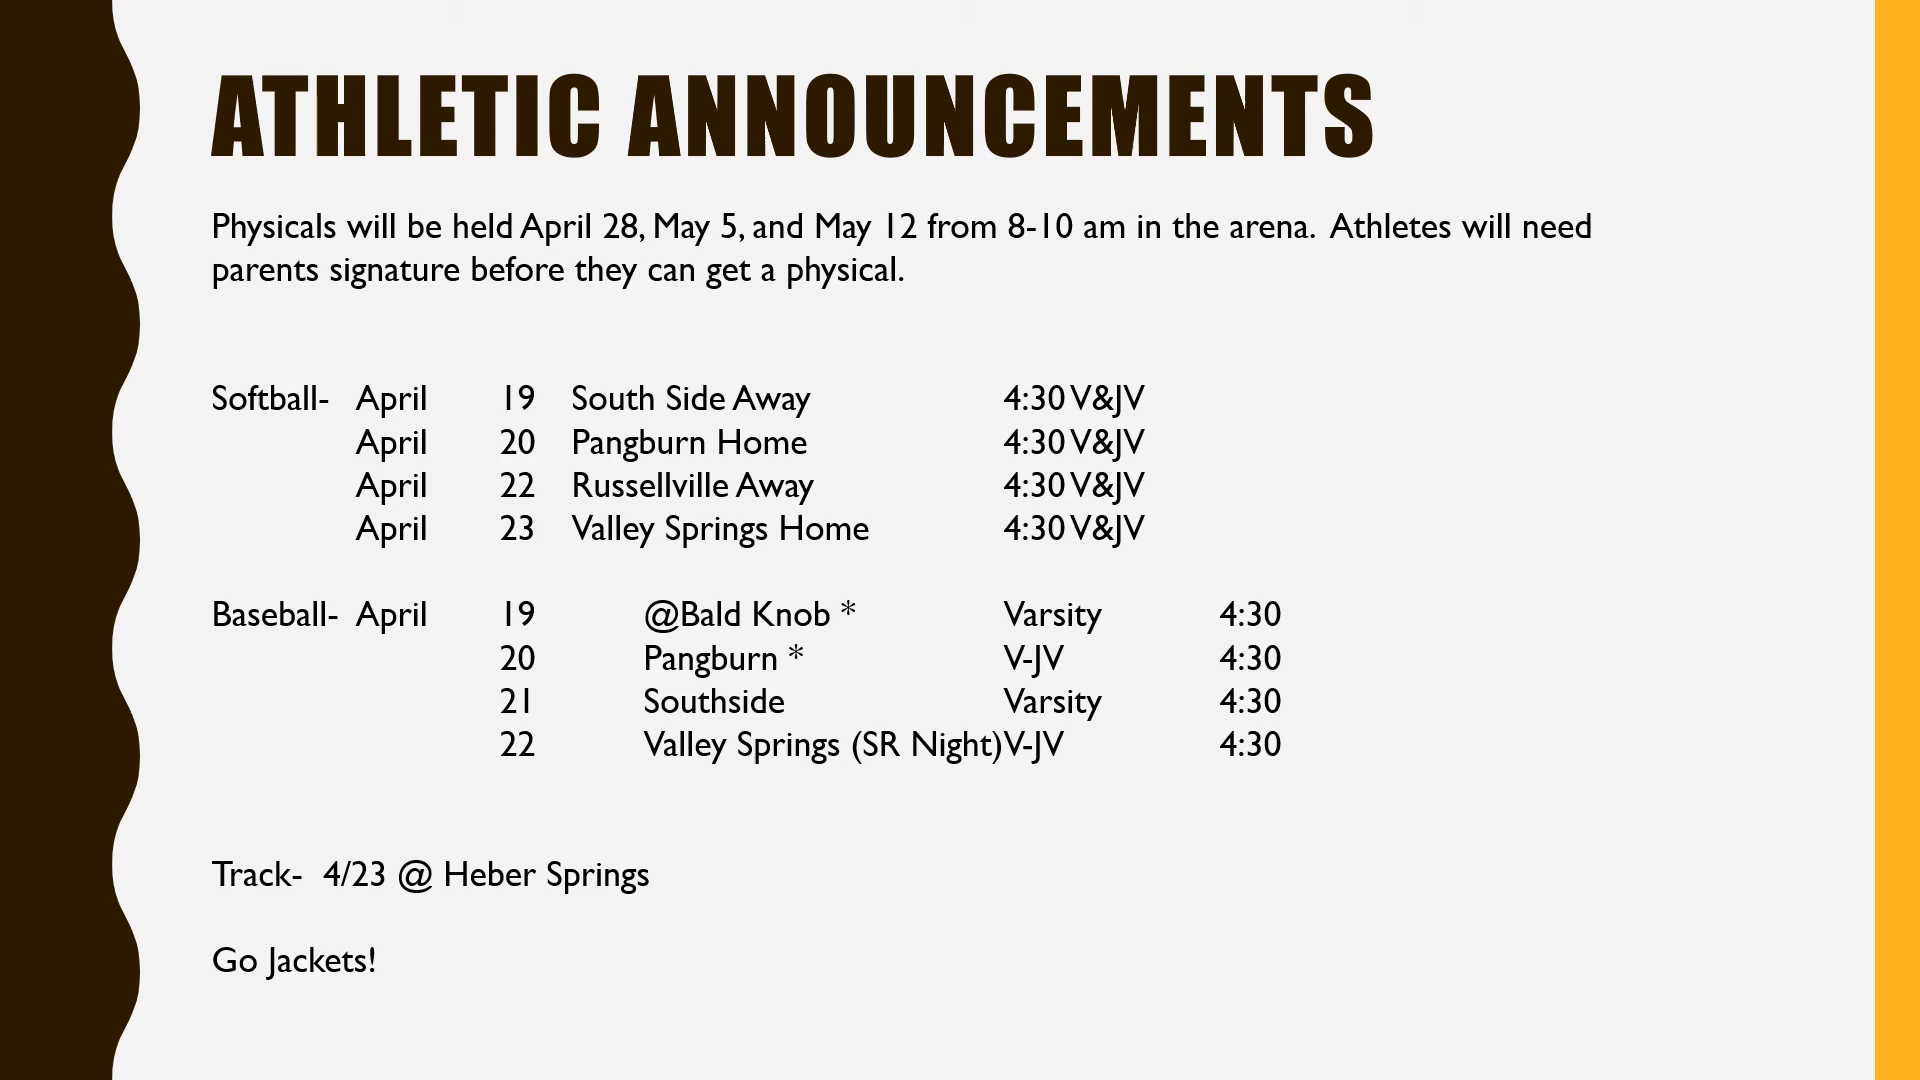 ATHLETIC ANNOUNCEMENTS
Physicals will be held April 28, May 5, and May 12 from 8-10 am in the arena. Athletes will need
parents signature before they can get a physical.
Softball- April 19 South Side Away 4:30 V&JV
April 20 Pangburn Home 4:30 V&JV
April 22 Russellville Away 4:30 V&JV
April 23 Valley Springs Home 4:30 V&JV
Baseball- April 19 @Bald Knob * Varsity 4:30
20 Pangburn * V-JV 4:30
21 Southside Varsity 4:30
22 Valley Springs (SR Night) V-JV 4:30
Track- 4/23 @ Heber Springs
Go Jackets!